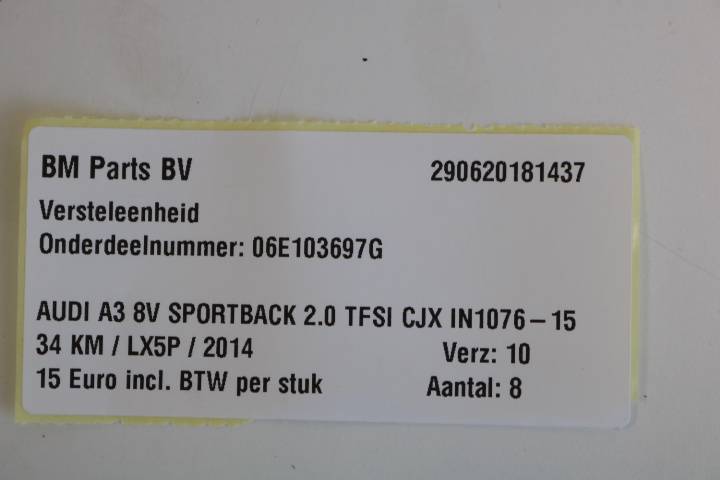 BM Parts BV 290620181437
Versteleenheid
Onderdeelnummer: 06E103697G
AUDI A3 8V SPORTBACK 2.0 TFSI CJX IN1076-15
34 KM / LX5P / 2014 Verz: 10
15 Euro incl. BTW per stuk Aantal: 8